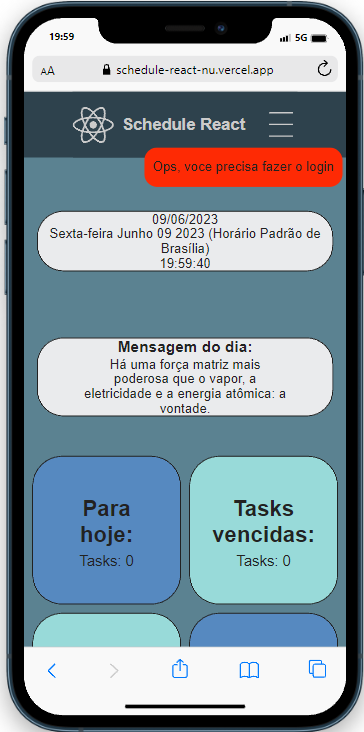 19:59
5G
AA
schedule-react-nu.vercel.app
Schedule React
Ops, voce precisa fazer o login
09/06/2023
Sexta-feira Junho 09 2023 (Horário Padrão de
Brasília)
19:59:40
Mensagem do dia:
Há uma força matriz mais
poderosa que o vapor, a
eletricidade e a energia atômica: a
vontade.
Para
hoje:
Tasks: 0
Tasks
vencidas:
Tasks: 0